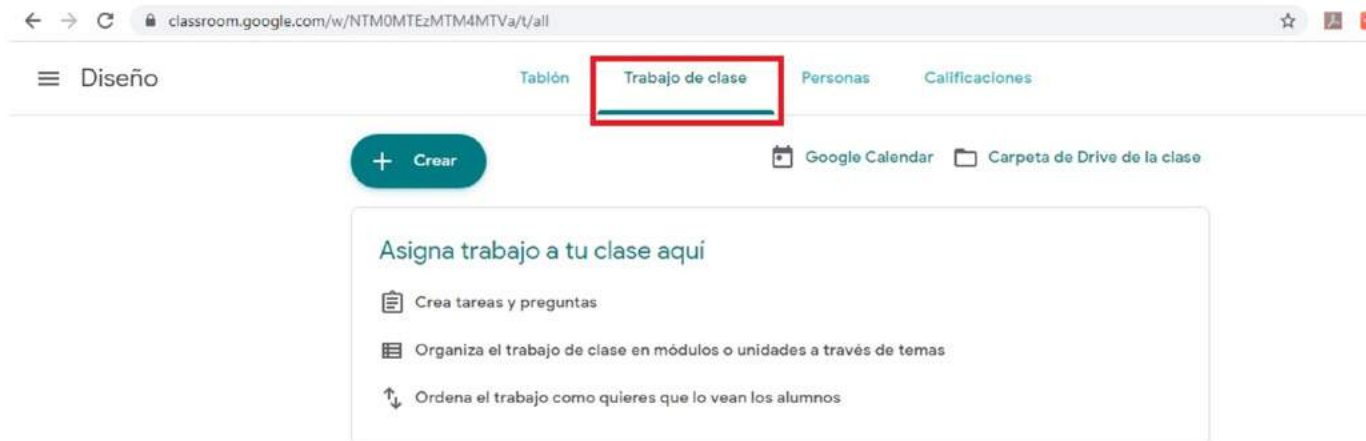 classroom.google.com/w/NTM0MTEzMTM4MTVa/t/all
Diseño Tablón Trabajo de clase Personas Calificaciones
+ Crear Google Calendar Carpeta de Drive de la clase
Asigna trabajo a tu clase aquí
Crea tareas y preguntas
Organiza el trabajo de clase en módulos o unidades a través de temas
Ordena el trabajo como quieres que lo vean los alumnos